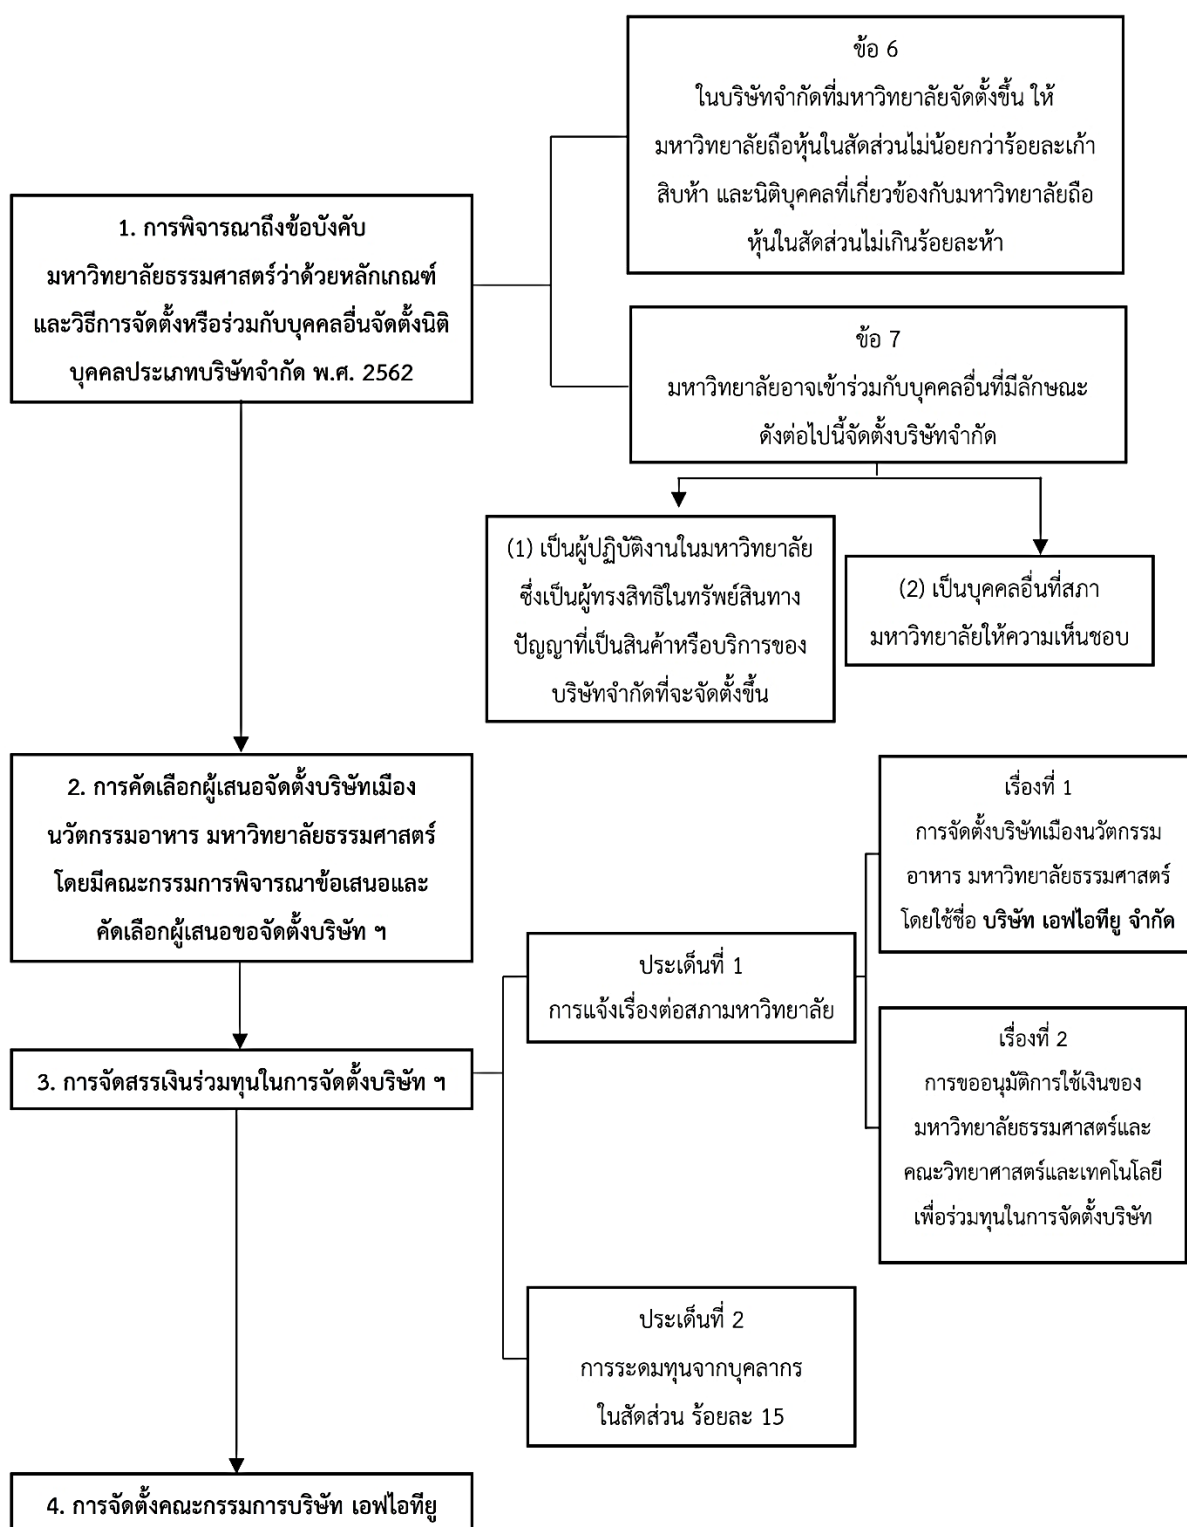 ข้อ 6
ในบริษัทจำกัดที่มหาวิทยาลัยจัดตั้งขึ้น ให้
มหาวิทยาลัยถือหุ้นในสัดส่วนไม่น้อยกว่าร้อยละเก้า
สิบห้า และนิติบุคคลที่เกี่ยวข้องกับมหาวิทยาลัยถือ
หุ้นในสัดส่วนไม่เกินร้อยละห้า
1. การพิจารณาถึงข้อบังคับ
มหาวิทยาลัยธรรมศาสตร์ว่าด้วยหลักเกณฑ์
และวิธีการจัดตั้งหรือร่วมกับบุคคลอื่นจัดตั้งนิติ
บุคคลประเภทบริษัทจำกัด พ.ศ. 2562
ข้อ 7
มหาวิทยาลัยอาจเข้าร่วมกับบุคคลอื่นที่มีลักษณะ
ดังต่อไปนี้จัดตั้งบริษัทจำกัด
(1) เป็นผู้ปฏิบัติงานในมหาวิทยาลัย
ซึ่งเป็นผู้ทรงสิทธิในทรัพย์สินทาง
ปัญญาที่เป็นสินค้าหรือบริการของ
บริษัทจำกัดที่จะจัดตั้งขึ้น
(2) เป็นบุคคลอื่นที่สภา
มหาวิทยาลัยให้ความเห็นชอบ
2. การคัดเลือกผู้เสนอจัดตั้งบริษัทเมือง
นวัตกรรมอาหาร มหาวิทยาลัยธรรมศาสตร์
โดยมีคณะกรรมการพิจารณาข้อเสนอและ
คัดเลือกผู้เสนอขอจัดตั้งบริษัท ฯ
เรื่องที่ 1
การจัดตั้งบริษัทเมืองนวัตกรรม
อาหาร มหาวิทยาลัยธรรมศาสตร์
โดยใช้ชื่อ บริษัท เอฟไอทียู จำกัด
ประเด็นที่ 1
การแจ้งเรื่องต่อสภามหาวิทยาลัย
เรื่องที่ 2
การขออนุมัติการใช้เงินของ
มหาวิทยาลัยธรรมศาสตร์และ
คณะวิทยาศาสตร์และเทคโนโลยี
เพื่อร่วมทุนในการจัดตั้งบริษัท
3. การจัดสรรเงินร่วมทุนในการจัดตั้งบริษัท ฯ
ประเด็นที่ 2
การระดมทุนจากบุคลากร
ในสัดส่วน ร้อยละ 15
4. การจัดตั้งคณะกรรมการบริษัท เอฟไอทียู